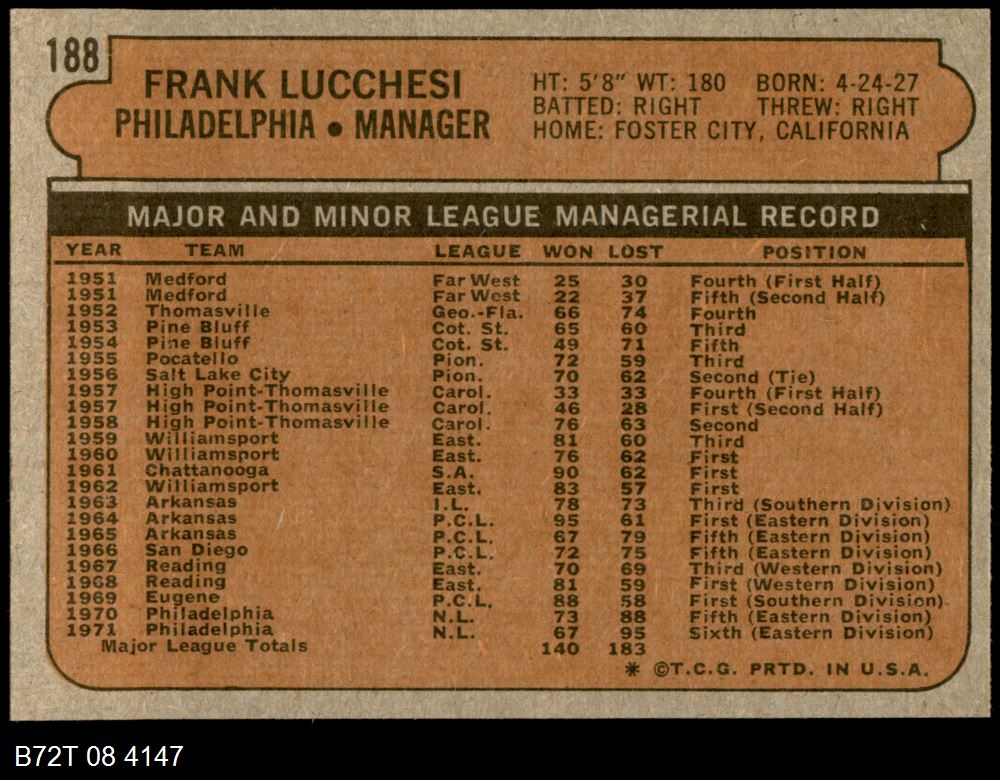 188
FRANK LUCCHESI
PHILADELPHIA • MANAGER
HT: 5'8" WT: 180 BORN: 4-24-27
BATTED: RIGHT THREW: RIGHT
HOME: FOSTER CITY, CALIFORNIA
MAJOR AND MINOR LEAGUE MANAGERIAL RECORD
YEAR TEAM LEAGUE WON LOST POSITION
1951 Medford Far West 25 30 Fourth (First Half)
1951 Medford Far West 22 37 Fifth (Second Half)
1952 Thomasville Geo.-Fla. 66 74 Fourth
1953 Pine Bluff Cot. St. 65 60 Third
1954 Pine Bluff Cot. St. 49 71 Fifth
1955 Pocatello Pion. 72 59 Third
1956 Salt Lake City Pion. 70 62 Second (Tie)
1957 High Point-Thomasville Carol. 33 33 Fourth (First Half)
1957 High Point-Thomasville Carol. 46 28 First (Second Half)
1958 High Point-Thomasville Carol. 76 63 Second
1959 Williamsport East. 81 60 Third
1960 Williamsport East. 76 62 First
1961 Chattanooga S.A. 90 62 First
1962 Williamsport East. 83 57 First
1963 Arkansas I.L. 78 73 Third (Southern Division)
1964 Arkansas P.C.L. 95 61 First (Eastern Division)
1965 Arkansas P.C.L. 67 79 Fifth (Eastern Division)
1966 San Diego P.C.L. 72 75 Fifth (Eastern Division)
1967 Reading East. 70 69 Third (Western Division)
1968 Reading East. 81 59 First (Western Division)
1969 Eugene P.C.L. 88 58 First (Southern Division)
1970 Philadelphia N.L. 73 88 Fifth (Eastern Division)
1971 Philadelphia N.L. 67 95 Sixth (Eastern Division)
Major League Totals 140 183
* ©T.C.G. PRTD. IN U.S.A.
B72T 08 4147